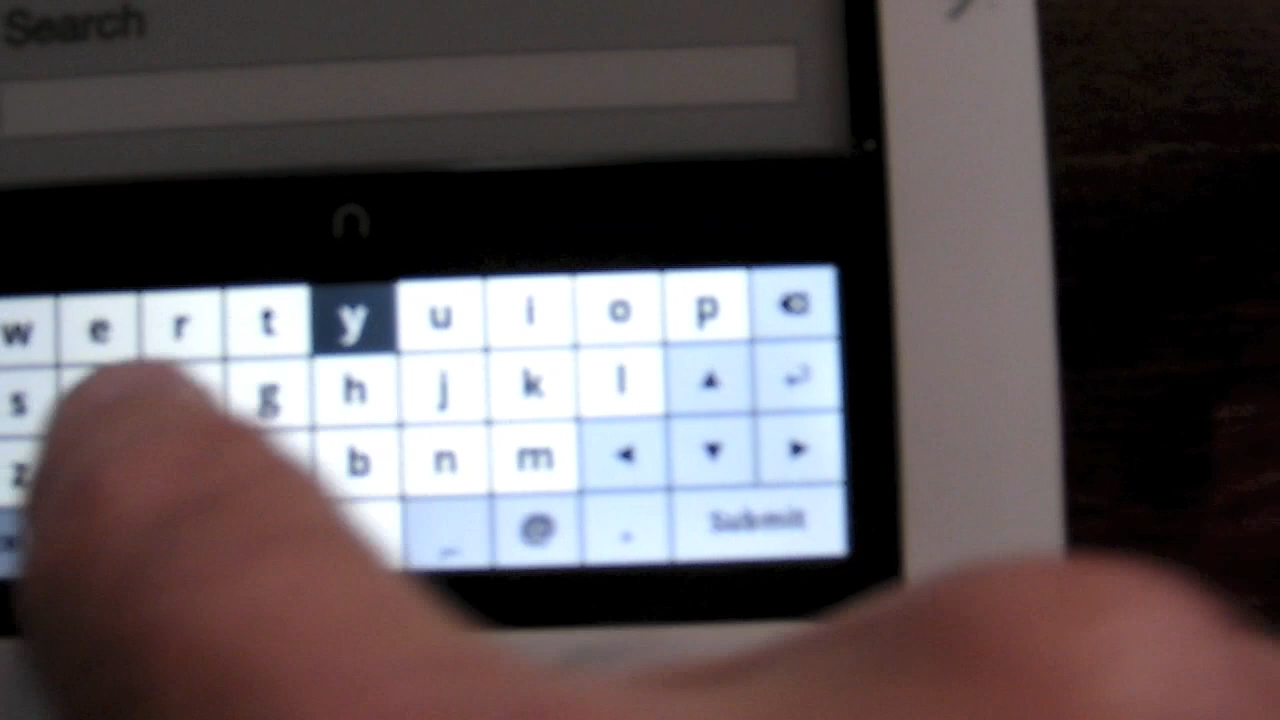 Search
w e r t y u i o p
s g h j k l
z b n m
_ @ . Submit